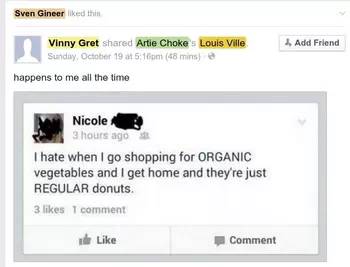 Sven Gineer liked this.
Vinny Gret shared Artie Choke's Louis Ville
Add Friend
Sunday, October 19 at 5:16pm (48 mins) ·
happens to me all the time
Nicole
3 hours ago
I hate when I go shopping for ORGANIC
vegetables and I get home and they're just
REGULAR donuts.
3 likes 1 comment
Like
Comment